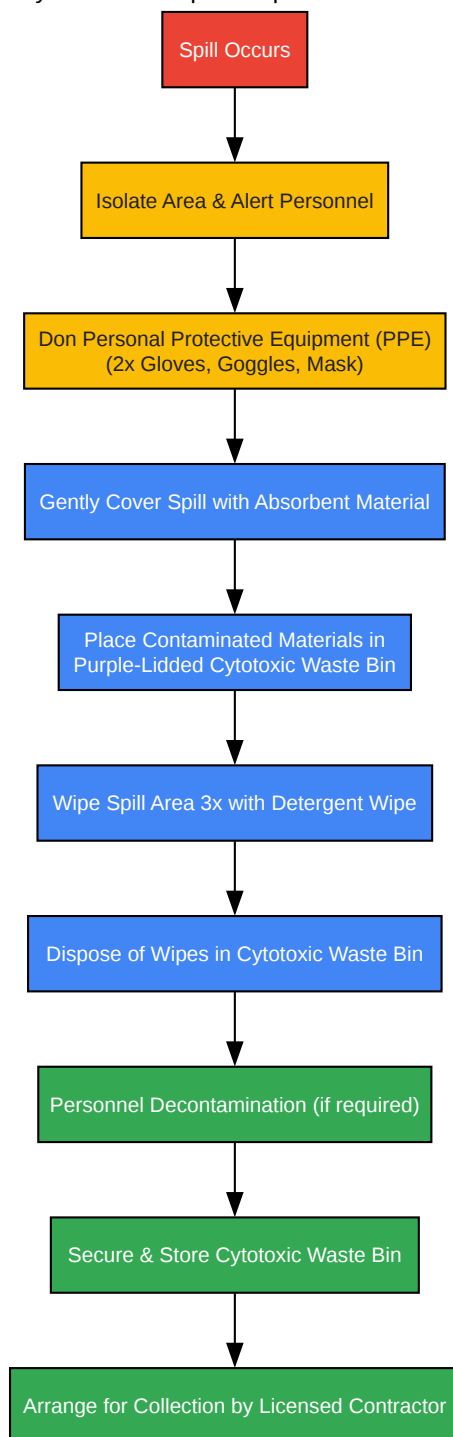 Spill Occurs
Isolate Area & Alert Personnel
Don Personal Protective Equipment (PPE)
(2x Gloves, Goggles, Mask)
Gently Cover Spill with Absorbent Material
Place Contaminated Materials in
Purple-Lidded Cytotoxic Waste Bin
Wipe Spill Area 3x with Detergent Wipe
Dispose of Wipes in Cytotoxic Waste Bin
Personnel Decontamination (if required)
Secure & Store Cytotoxic Waste Bin
Arrange for Collection by Licensed Contractor